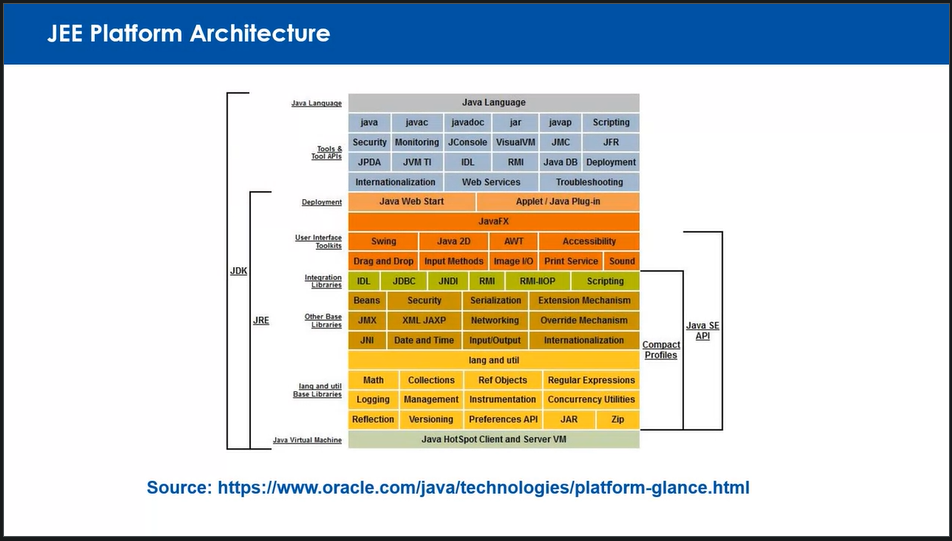 JEE Platform Architecture
Java Language Java Language
java javac javadoc jar javap Scripting
Tools & Tool APIs Security Monitoring JConsole VisualVM JMC JFR
JPDA JVM TI IDL RMI Java DB Deployment
Internationalization Web Services Troubleshooting
Deployment Java Web Start Applet / Java Plug-in
JavaFX
User Interface Toolkits Swing Java 2D AWT Accessibility
Drag and Drop Input Methods Image I/O Print Service Sound
Integration Libraries IDL JDBC JNDI RMI RMI-IIOP Scripting
JDK
Beans Security Serialization Extension Mechanism
Other Base Libraries JMX XML JAXP Networking Override Mechanism
JRE
Java SE API
JNI Date and Time Input/Output Internationalization
Compact Profiles
lang and util
Math Collections Ref Objects Regular Expressions
lang and util Base Libraries Logging Management Instrumentation Concurrency Utilities
Reflection Versioning Preferences API JAR Zip
Java Virtual Machine Java HotSpot Client and Server VM
Source: https://www.oracle.com/java/technologies/platform-glance.html